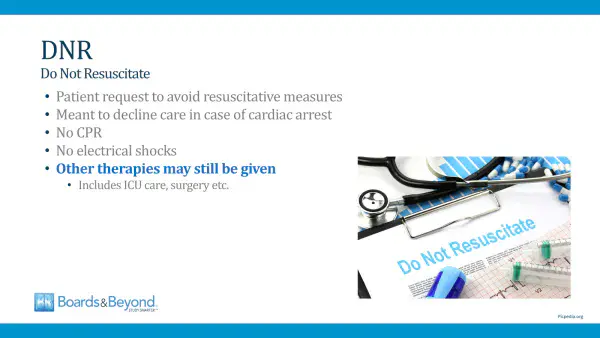 DNR
Do Not Resuscitate
• Patient request to avoid resuscitative measures
• Meant to decline care in case of cardiac arrest
• No CPR
• No electrical shocks
• Other therapies may still be given
• Includes ICU care, surgery etc.
Do Not Resuscitate
Boards&Beyond.
STUDY SMARTER™
Picpedia.org